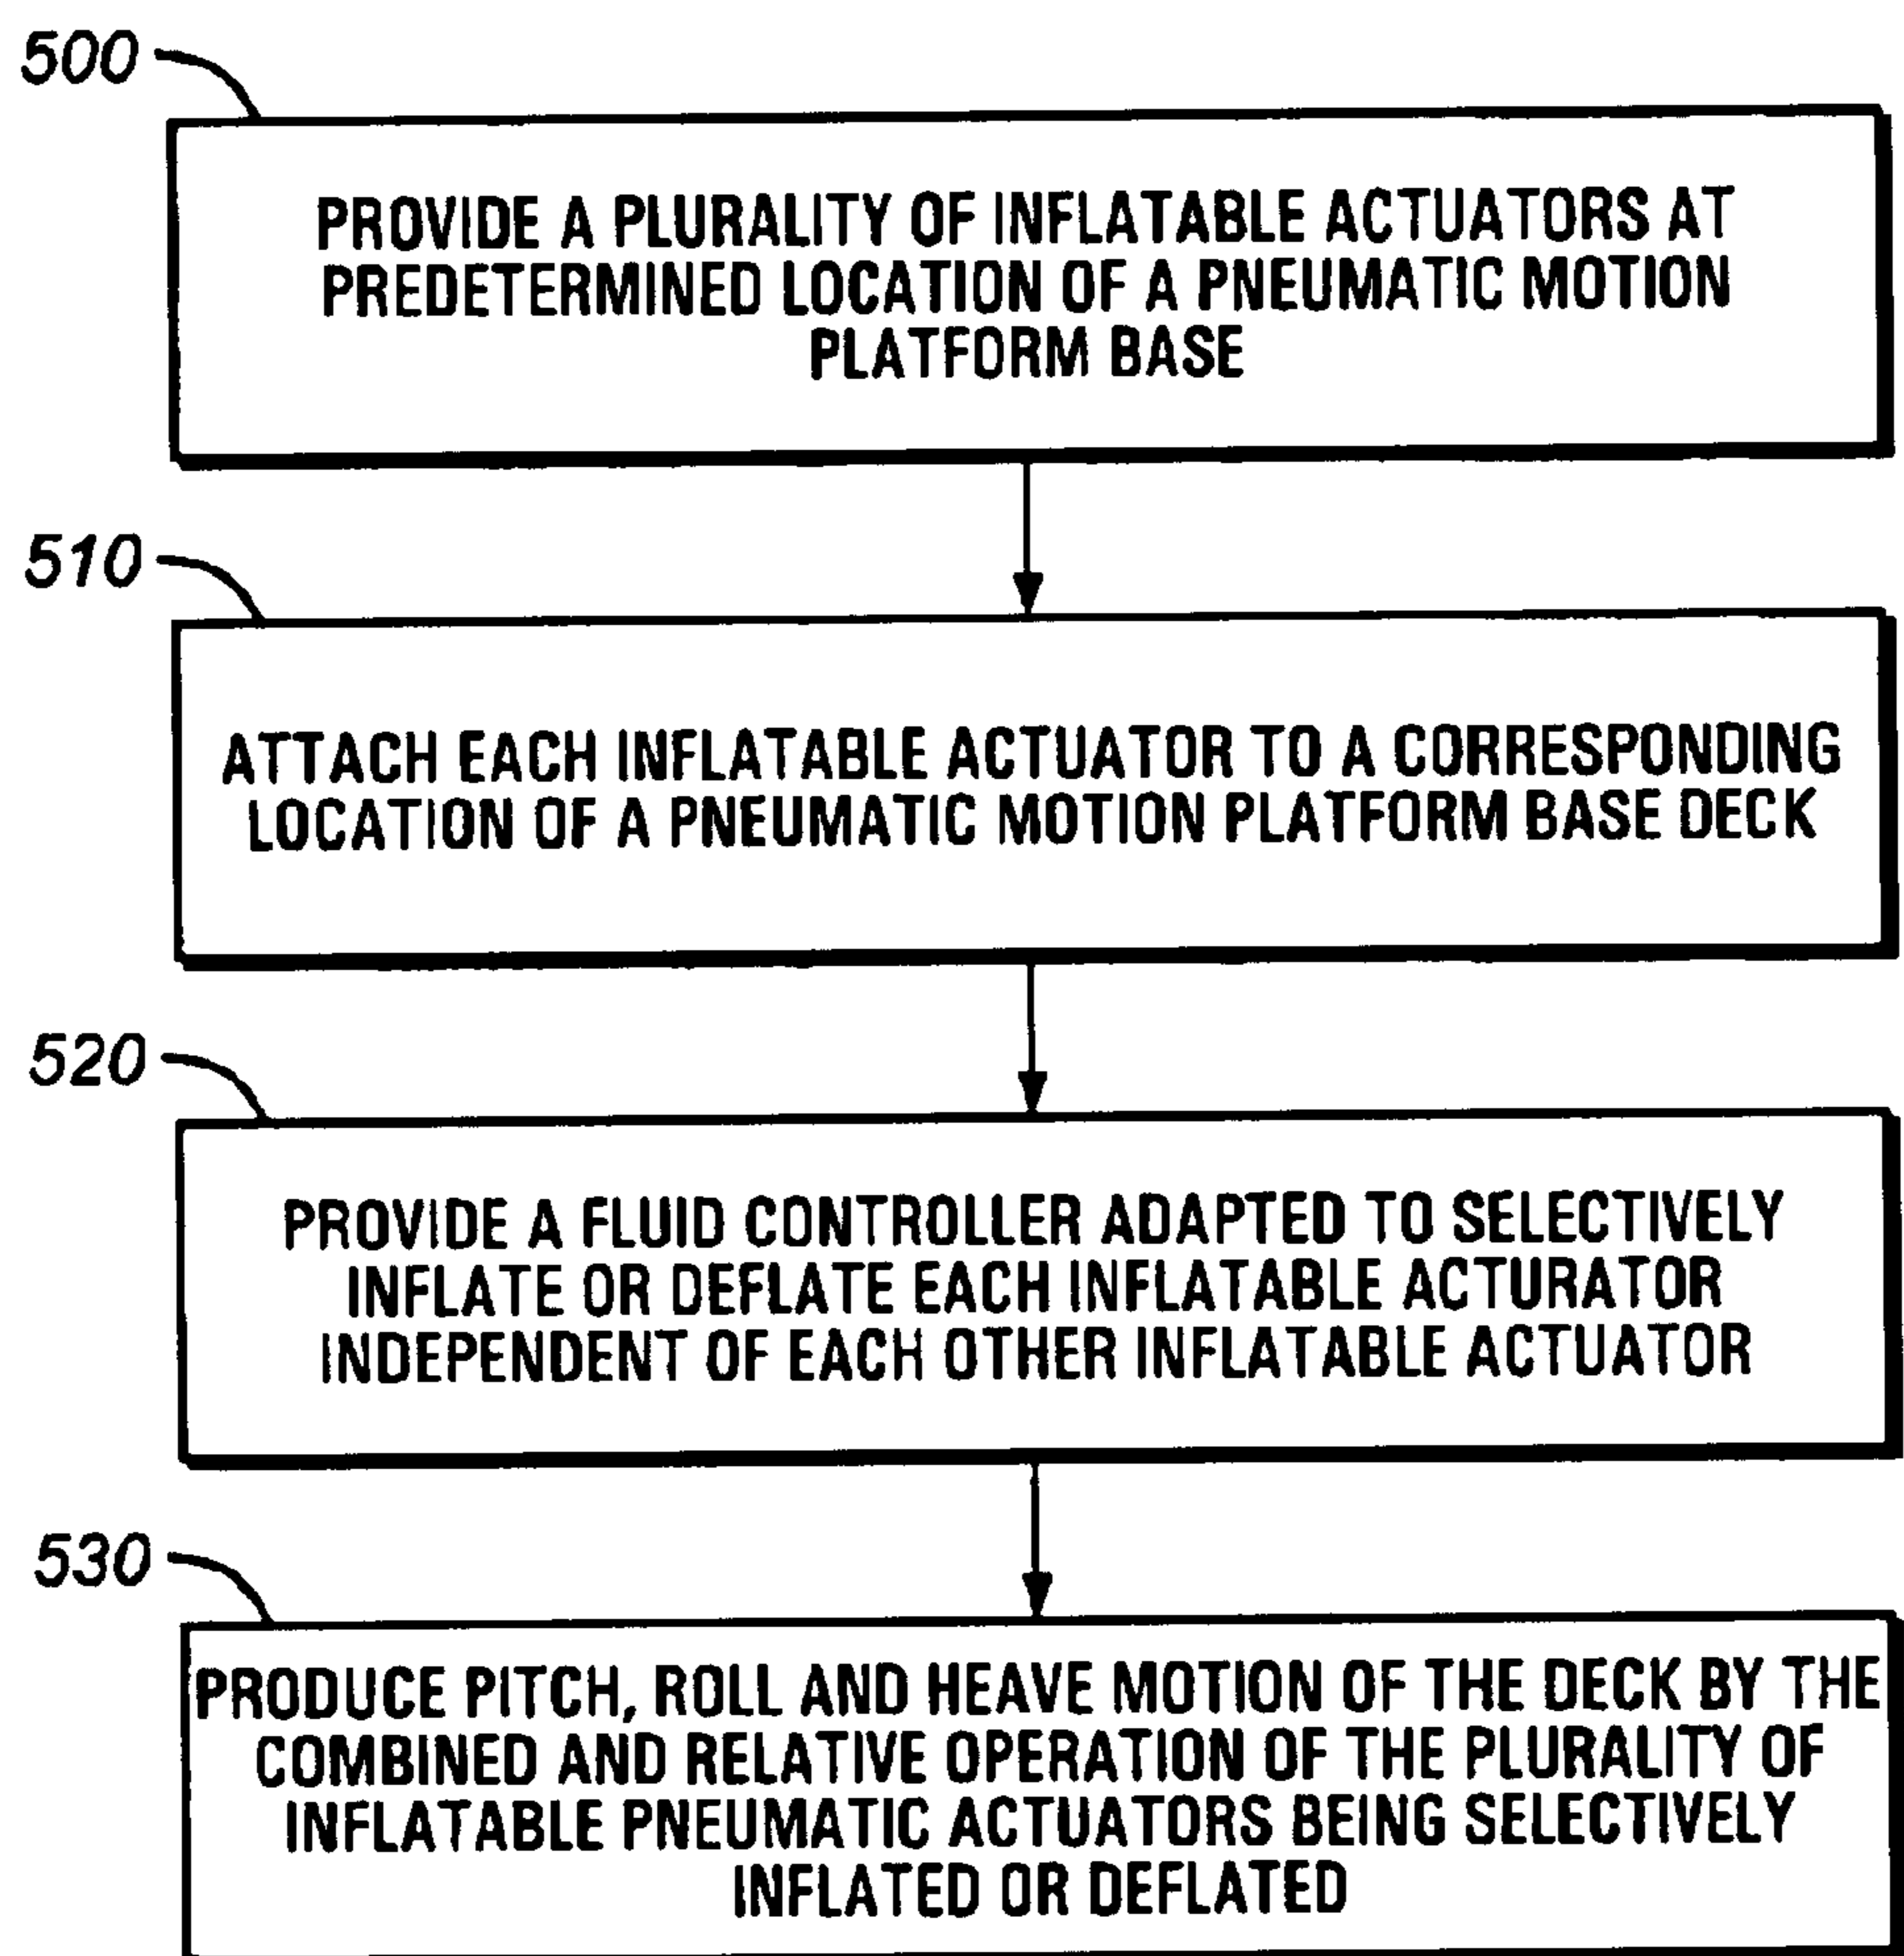 500
PROVIDE A PLURALITY OF INFLATABLE ACTUATORS AT
PREDETERMINED LOCATION OF A PNEUMATIC MOTION
PLATFORM BASE
510
ATTACH EACH INFLATABLE ACTUATOR TO A CORRESPONDING
LOCATION OF A PNEUMATIC MOTION PLATFORM BASE DECK
520
PROVIDE A FLUID CONTROLLER ADAPTED TO SELECTIVELY
INFLATE OR DEFLATE EACH INFLATABLE ACTURATOR
INDEPENDENT OF EACH OTHER INFLATABLE ACTUATOR
530
PRODUCE PITCH, ROLL AND HEAVE MOTION OF THE DECK BY THE
COMBINED AND RELATIVE OPERATION OF THE PLURALITY OF
INFLATABLE PNEUMATIC ACTUATORS BEING SELECTIVELY
INFLATED OR DEFLATED